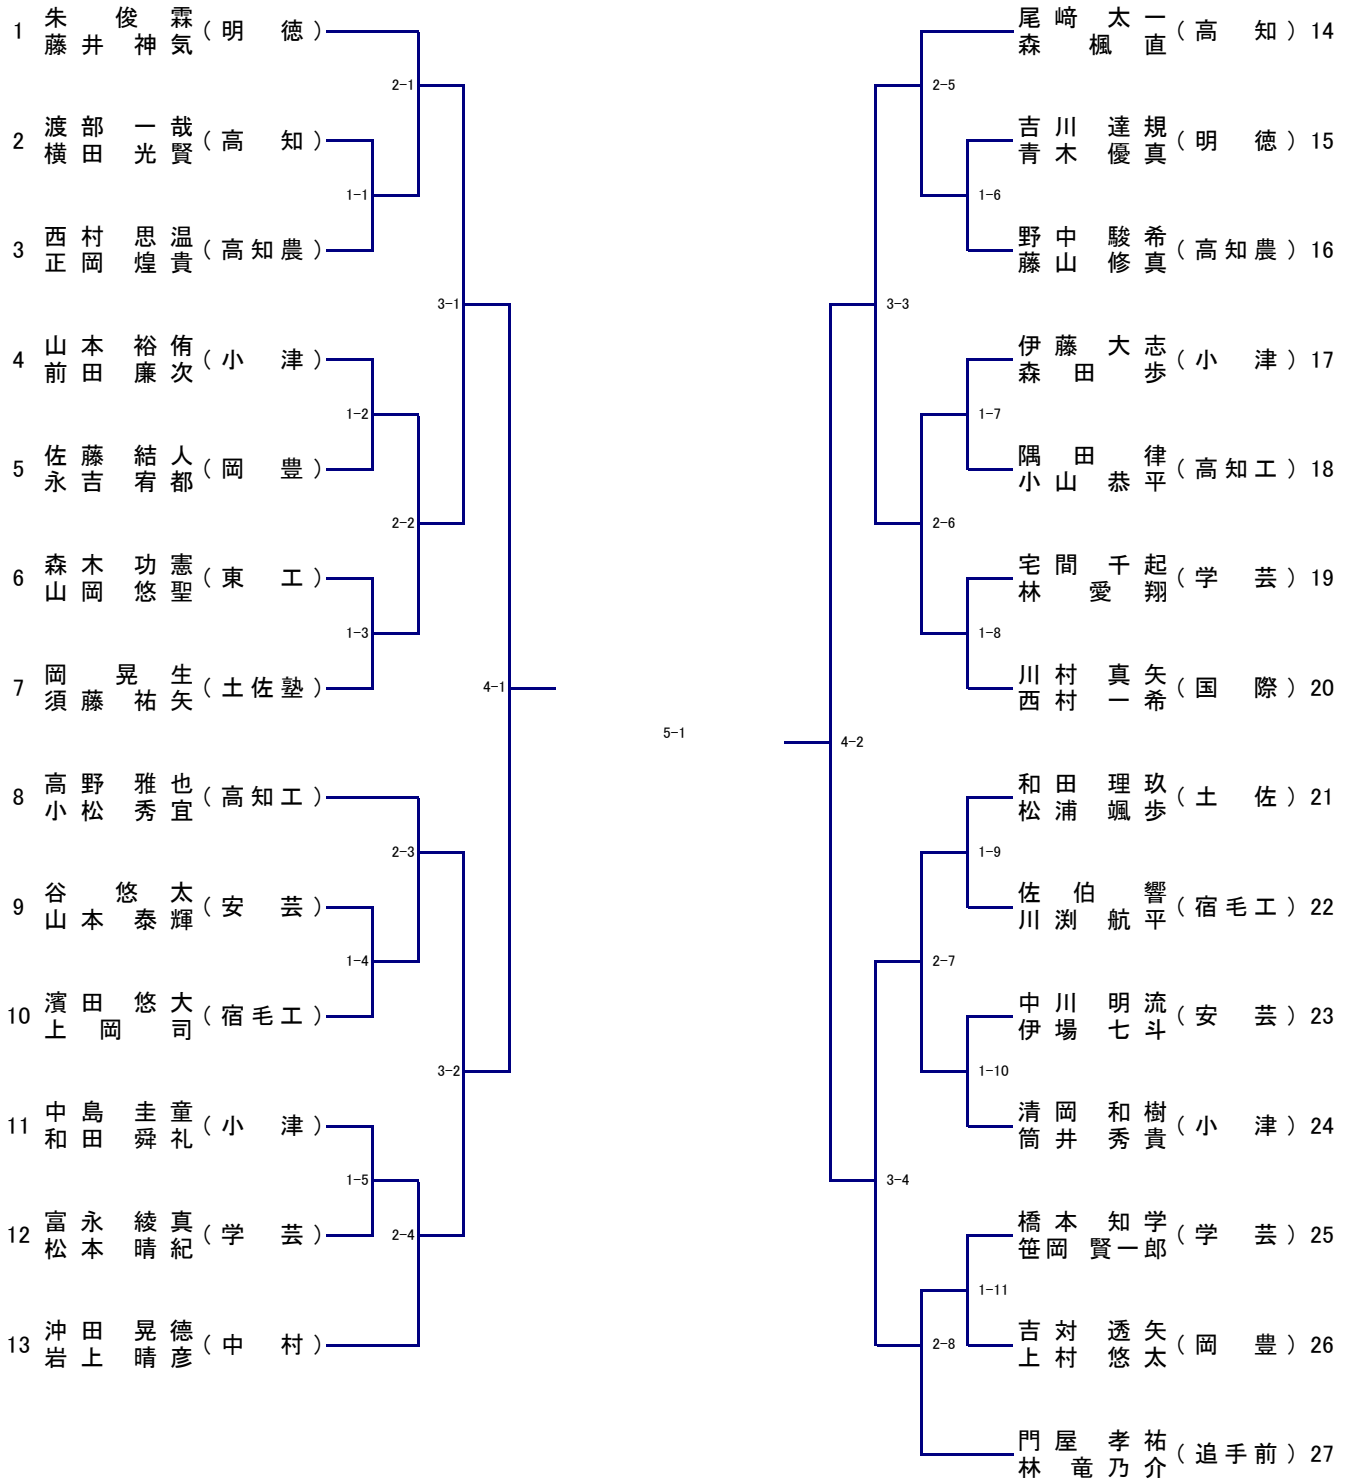 1 朱 俊霖 藤井 神気 (明 徳)
2 渡部 一哉 横田 光賢 (高 知)
3 西村 思温 正岡 煌貴 (高知農)
4 山本 裕侑 前田 廉次 (小 津)
5 佐藤 結人 永吉 宥都 (岡 豊)
6 森木 功憲 山岡 悠聖 (東 工)
7 岡 晃生 須藤 祐矢 (土佐塾)
8 高野 雅也 小松 秀宜 (高知工)
9 谷 悠太 山本 泰輝 (安 芸)
10 濱田 悠大 上岡 司 (宿毛工)
11 中島 圭童 和田 舜礼 (小 津)
12 富永 綾真 松本 晴紀 (学 芸)
13 沖田 晃德 岩上 晴彦 (中 村)
2-1
1-1
3-1
1-2
2-2
1-3
4-1
2-3
1-4
3-2
1-5
2-4
5-1
尾﨑 太一 森 楓直 (高 知) 14
吉川 達規 青木 優真 (明 徳) 15
野中 駿希 藤山 修真 (高知農) 16
伊藤 大志 森田 歩 (小 津) 17
隅田 律 小山 恭平 (高知工) 18
宅間 千起 林 愛翔 (学 芸) 19
川村 真矢 西村 一希 (国 際) 20
和田 理玖 松浦 颯歩 (土 佐) 21
佐伯 響 川渕 航平 (宿毛工) 22
中川 明流 伊場 七斗 (安 芸) 23
清岡 和樹 筒井 秀貴 (小 津) 24
橋本 知学 笹岡 賢一郎 (学 芸) 25
吉対 透矢 上村 悠太 (岡 豊) 26
門屋 孝祐 林 竜乃介 (追手前) 27
2-5
1-6
3-3
1-7
2-6
1-8
4-2
1-9
2-7
1-10
3-4
1-11
2-8